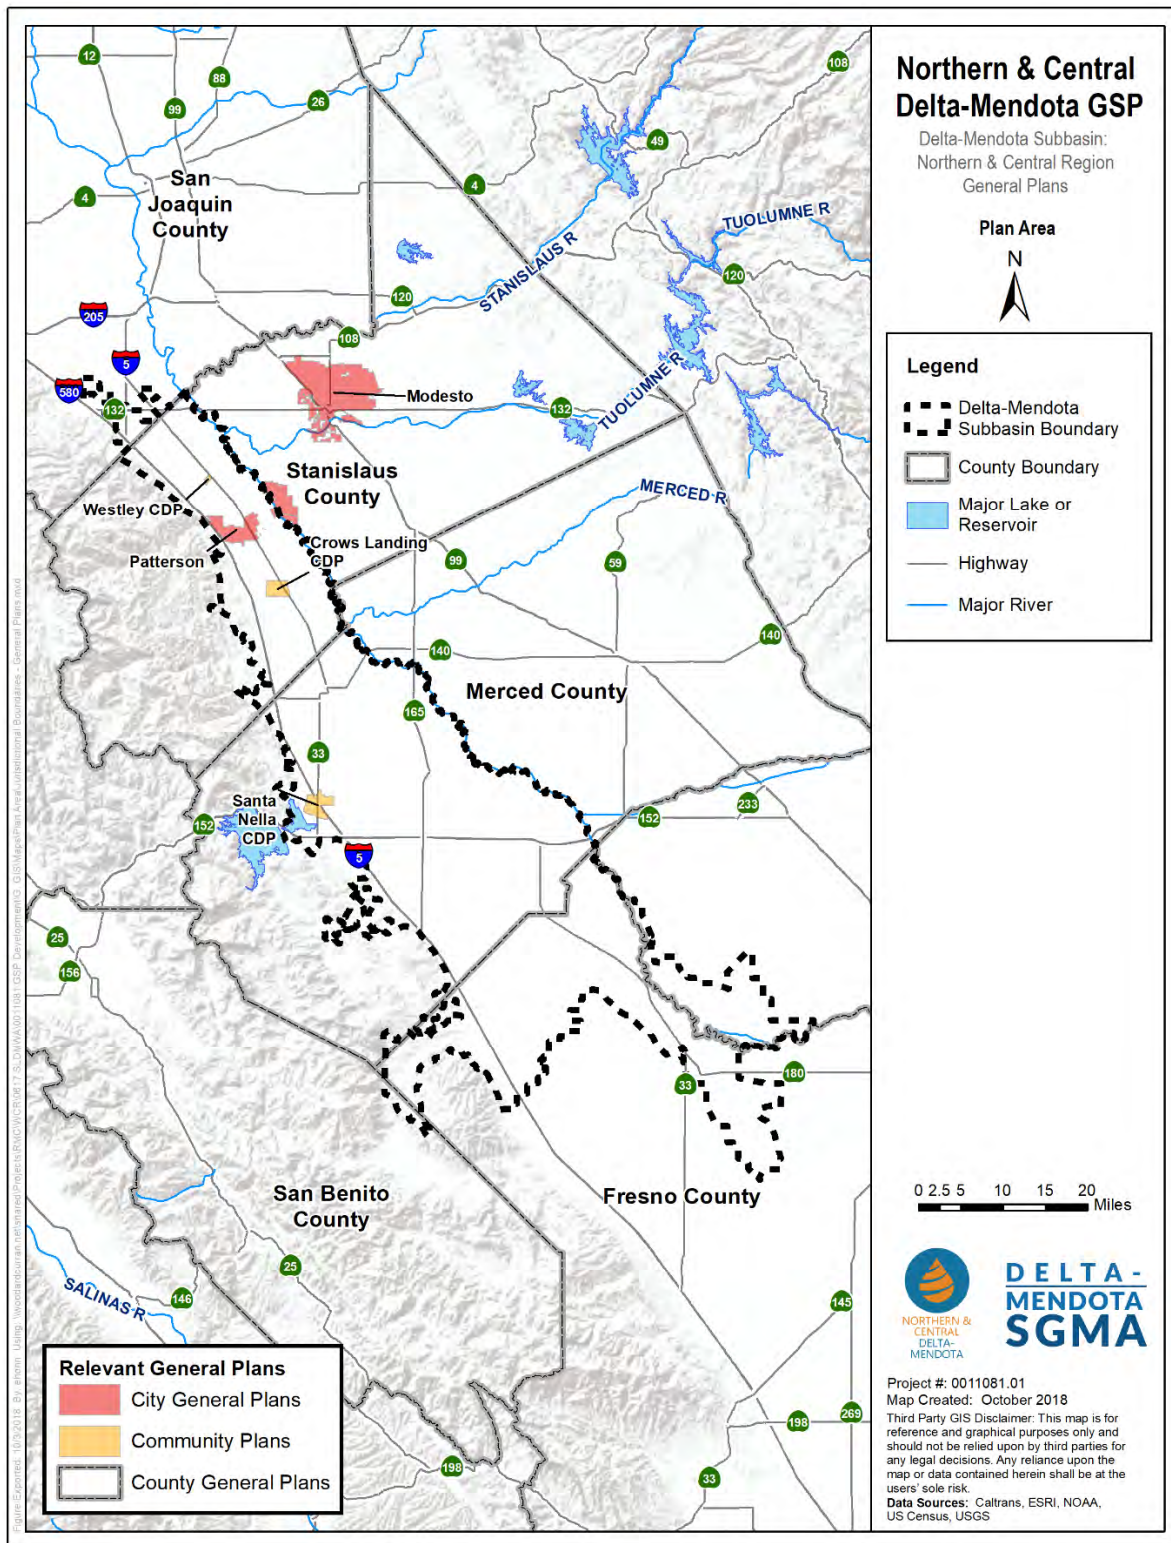 Northern & Central
Delta-Mendota GSP
Delta-Mendota Subbasin:
Northern & Central Region
General Plans
Plan Area
N
Legend
Delta-Mendota
Subbasin Boundary
County Boundary
Major Lake or
Reservoir
Highway
Major River
0 2.5 5 10 15 20
Miles
NORTHERN &
CENTRAL
DELTA-
MENDOTA
DELTA-
MENDOTA
SGMA
Project #: 0011081.01
Map Created: October 2018
Third Party GIS Disclaimer: This map is for
reference and graphical purposes only and
should not be relied upon by third parties for
any legal decisions. Any reliance upon the
map or data contained herein shall be at the
users' sole risk.
Data Sources: Caltrans, ESRI, NOAA,
US Census, USGS
12
88
99
26
108
49
4
4
San
Joaquin
County
TUOLUMNE R
STANISLAUS R
120
120
205
5
108
580
132
Modesto
132
TUOLUMNE R
Stanislaus
County
MERCED R
Westley CDP
Patterson
Crows Landing
CDP
99
59
140
140
Merced County
165
33
Santa
Nella
CDP
152
233
152
5
25
156
180
33
San Benito
County
Fresno County
25
SALINAS R
146
145
198
269
198
33
Relevant General Plans
City General Plans
Community Plans
County General Plans